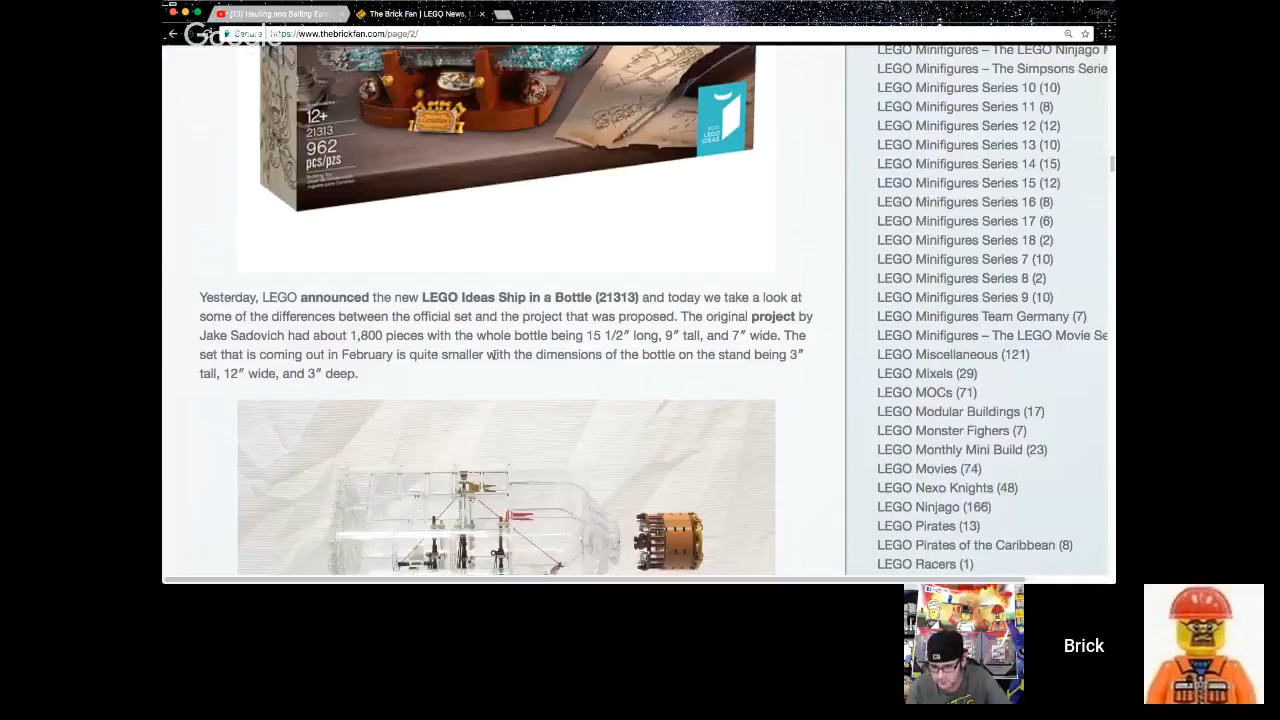 (13) Hauling and Balling Epi
The Brick Fan | LEGO News,
Google
Secure https://www.thebrickfan.com/page/2/
12+
21313
962
pcs/pzs
LEGO
IDEAS
Yesterday, LEGO announced the new LEGO Ideas Ship in a Bottle (21313) and today we take a look at
some of the differences between the official set and the project that was proposed. The original project by
Jake Sadovich had about 1,800 pieces with the whole bottle being 15 1/2″ long, 9″ tall, and 7″ wide. The
set that is coming out in February is quite smaller with the dimensions of the bottle on the stand being 3″
tall, 12″ wide, and 3″ deep.
LEGO Minifigures – The LEGO Ninjago
LEGO Minifigures – The Simpsons Serie
LEGO Minifigures Series 10 (10)
LEGO Minifigures Series 11 (8)
LEGO Minifigures Series 12 (12)
LEGO Minifigures Series 13 (10)
LEGO Minifigures Series 14 (15)
LEGO Minifigures Series 15 (12)
LEGO Minifigures Series 16 (8)
LEGO Minifigures Series 17 (6)
LEGO Minifigures Series 18 (2)
LEGO Minifigures Series 7 (10)
LEGO Minifigures Series 8 (2)
LEGO Minifigures Series 9 (10)
LEGO Minifigures Team Germany (7)
LEGO Minifigures – The LEGO Movie Se
LEGO Miscellaneous (121)
LEGO Mixels (29)
LEGO MOCs (71)
LEGO Modular Buildings (17)
LEGO Monster Fighers (7)
LEGO Monthly Mini Build (23)
LEGO Movies (74)
LEGO Nexo Knights (48)
LEGO Ninjago (166)
LEGO Pirates (13)
LEGO Pirates of the Caribbean (8)
LEGO Racers (1)
Brick